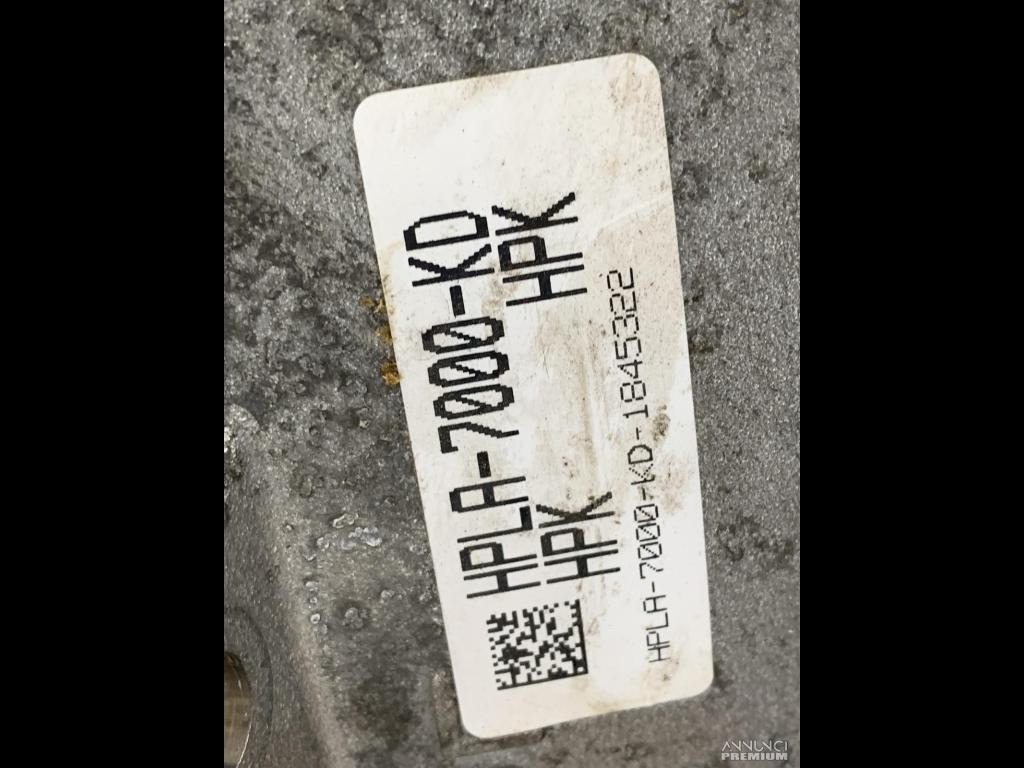 HPLA-7000-KD
HPK HPK
HPLA-7000-KD-1845322
ANNUNCI
PREMIUM